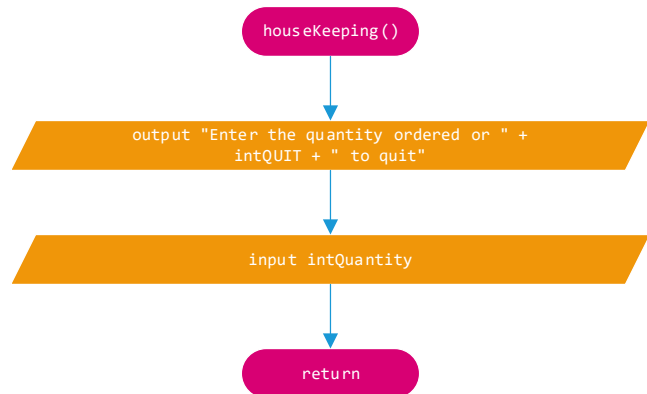 houseKeeping()
output "Enter the quantity ordered or " +
intQUIT + " to quit"
input intQuantity
return